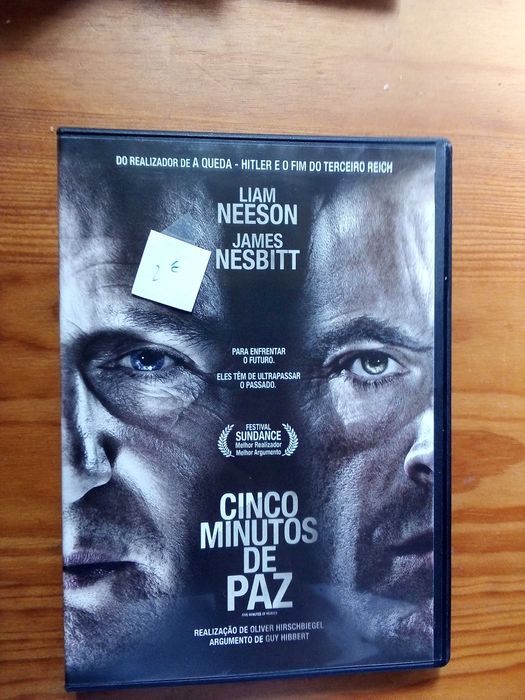 DO REALIZADOR DE A QUEDA - HITLER E O FIM DO TERCEIRO REICH
LIAM
NEESON
JAMES
NESBITT
2 €
PARA ENFRENTAR
O FUTURO.
ELES TÊM DE ULTRAPASSAR
O PASSADO.
FESTIVAL
SUNDANCE
Melhor Realizador
Melhor Argumento
CINCO
MINUTOS
DE
PAZ
FIVE MINUTES OF HEAVEN
REALIZAÇÃO DE OLIVER HIRSCHBIEGEL
ARGUMENTO DE GUY HIBBERT